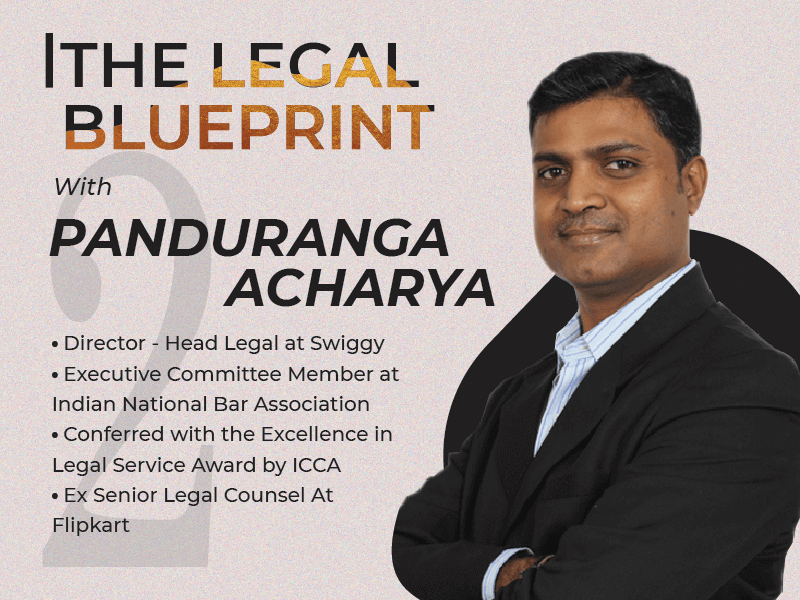 THE LEGAL
BLUEPRINT
2
With
PANDURANGA
ACHARYA
• Director - Head Legal at Swiggy
• Executive Committee Member at
Indian National Bar Association
• Conferred with the Excellence in
Legal Service Award by ICCA
• Ex Senior Legal Counsel At
Flipkart